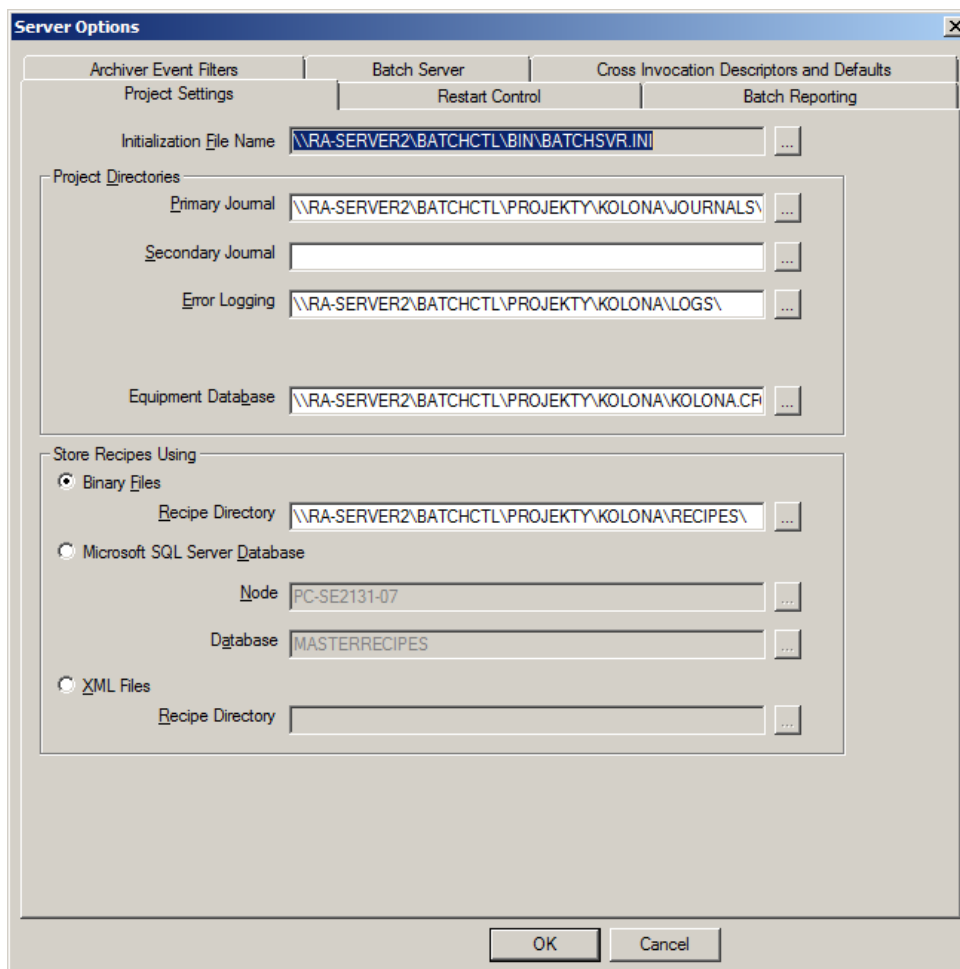 Server Options
Archiver Event Filters Batch Server Cross Invocation Descriptors and Defaults
Project Settings Restart Control Batch Reporting
Initialization File Name \\RA-SERVER2\BATCHCTL\BIN\BATCHSVR.INI ...
Project Directories
Primary Journal \\RA-SERVER2\BATCHCTL\PROJEKTY\KOLONA\JOURNALS\ ...
Secondary Journal ...
Error Logging \\RA-SERVER2\BATCHCTL\PROJEKTY\KOLONA\LOGS\ ...
Equipment Database \\RA-SERVER2\BATCHCTL\PROJEKTY\KOLONA\KOLONA.CF ...
Store Recipes Using
Binary Files
Recipe Directory \\RA-SERVER2\BATCHCTL\PROJEKTY\KOLONA\RECIPES\ ...
Microsoft SQL Server Database
Node PC-SE2131-07 ...
Database MASTERRECIPES ...
XML Files
Recipe Directory ...
OK Cancel